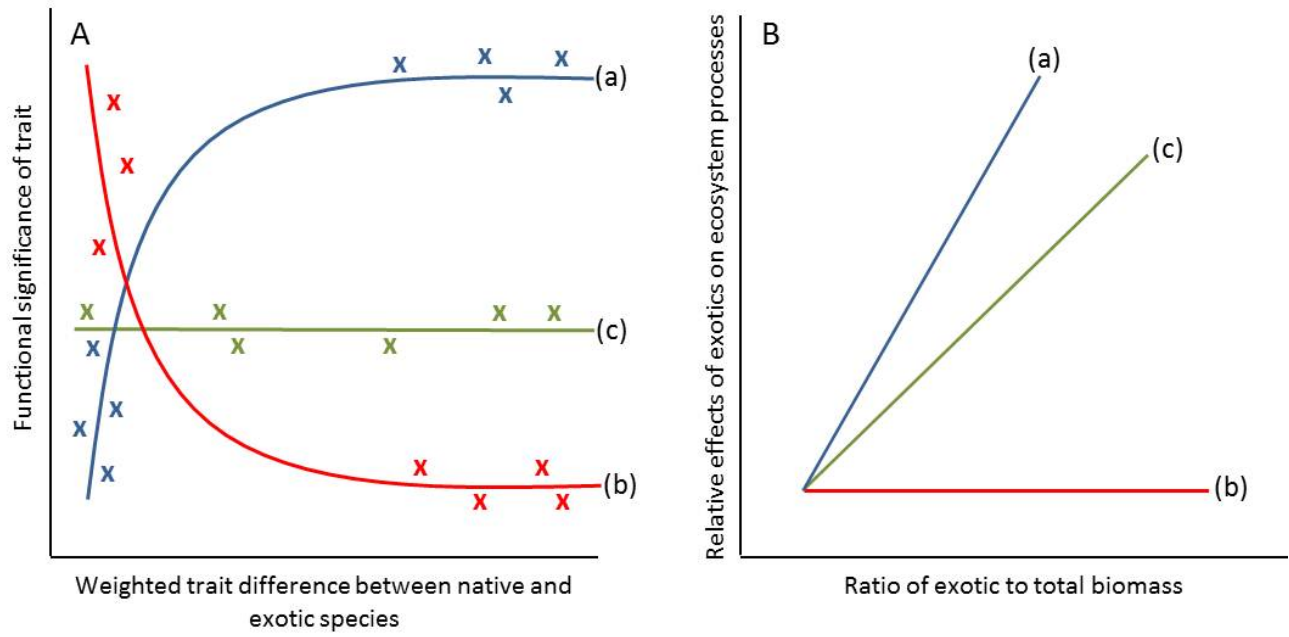 A
(a)
(c)
(b)
Functional significance of trait
Weighted trait difference between native and
exotic species
B
(a)
(c)
(b)
Relative effects of exotics on ecosystem processes
Ratio of exotic to total biomass
x x x x
x x x x
x x x x x x x
x x x
x x x x